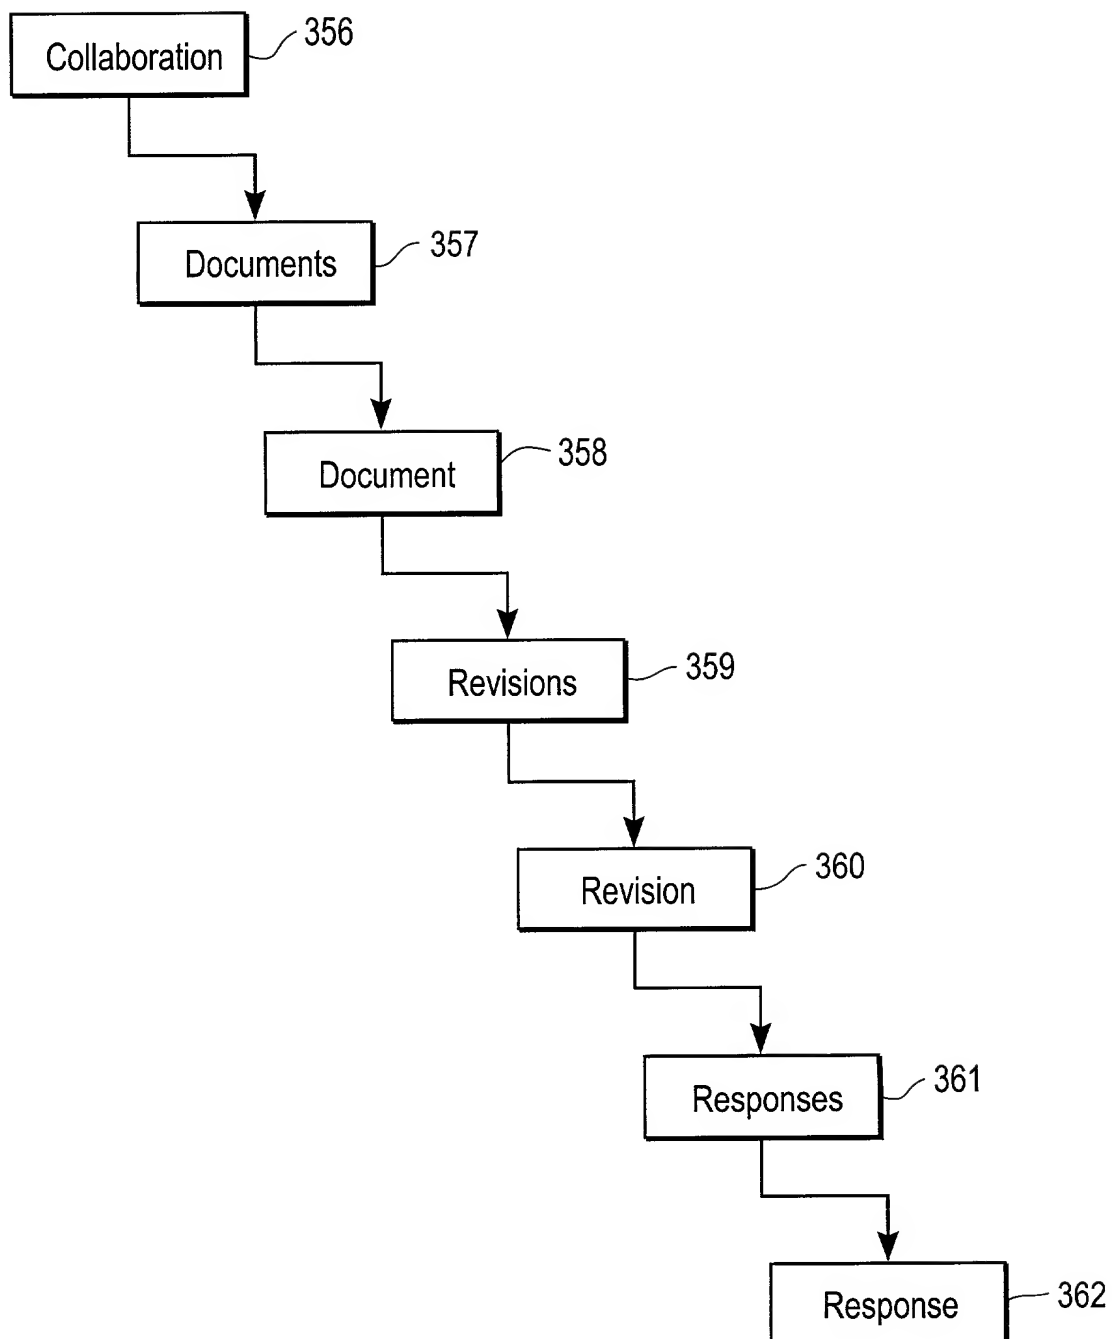 Collaboration 356
Documents 357
Document 358
Revisions 359
Revision 360
Responses 361
Response 362